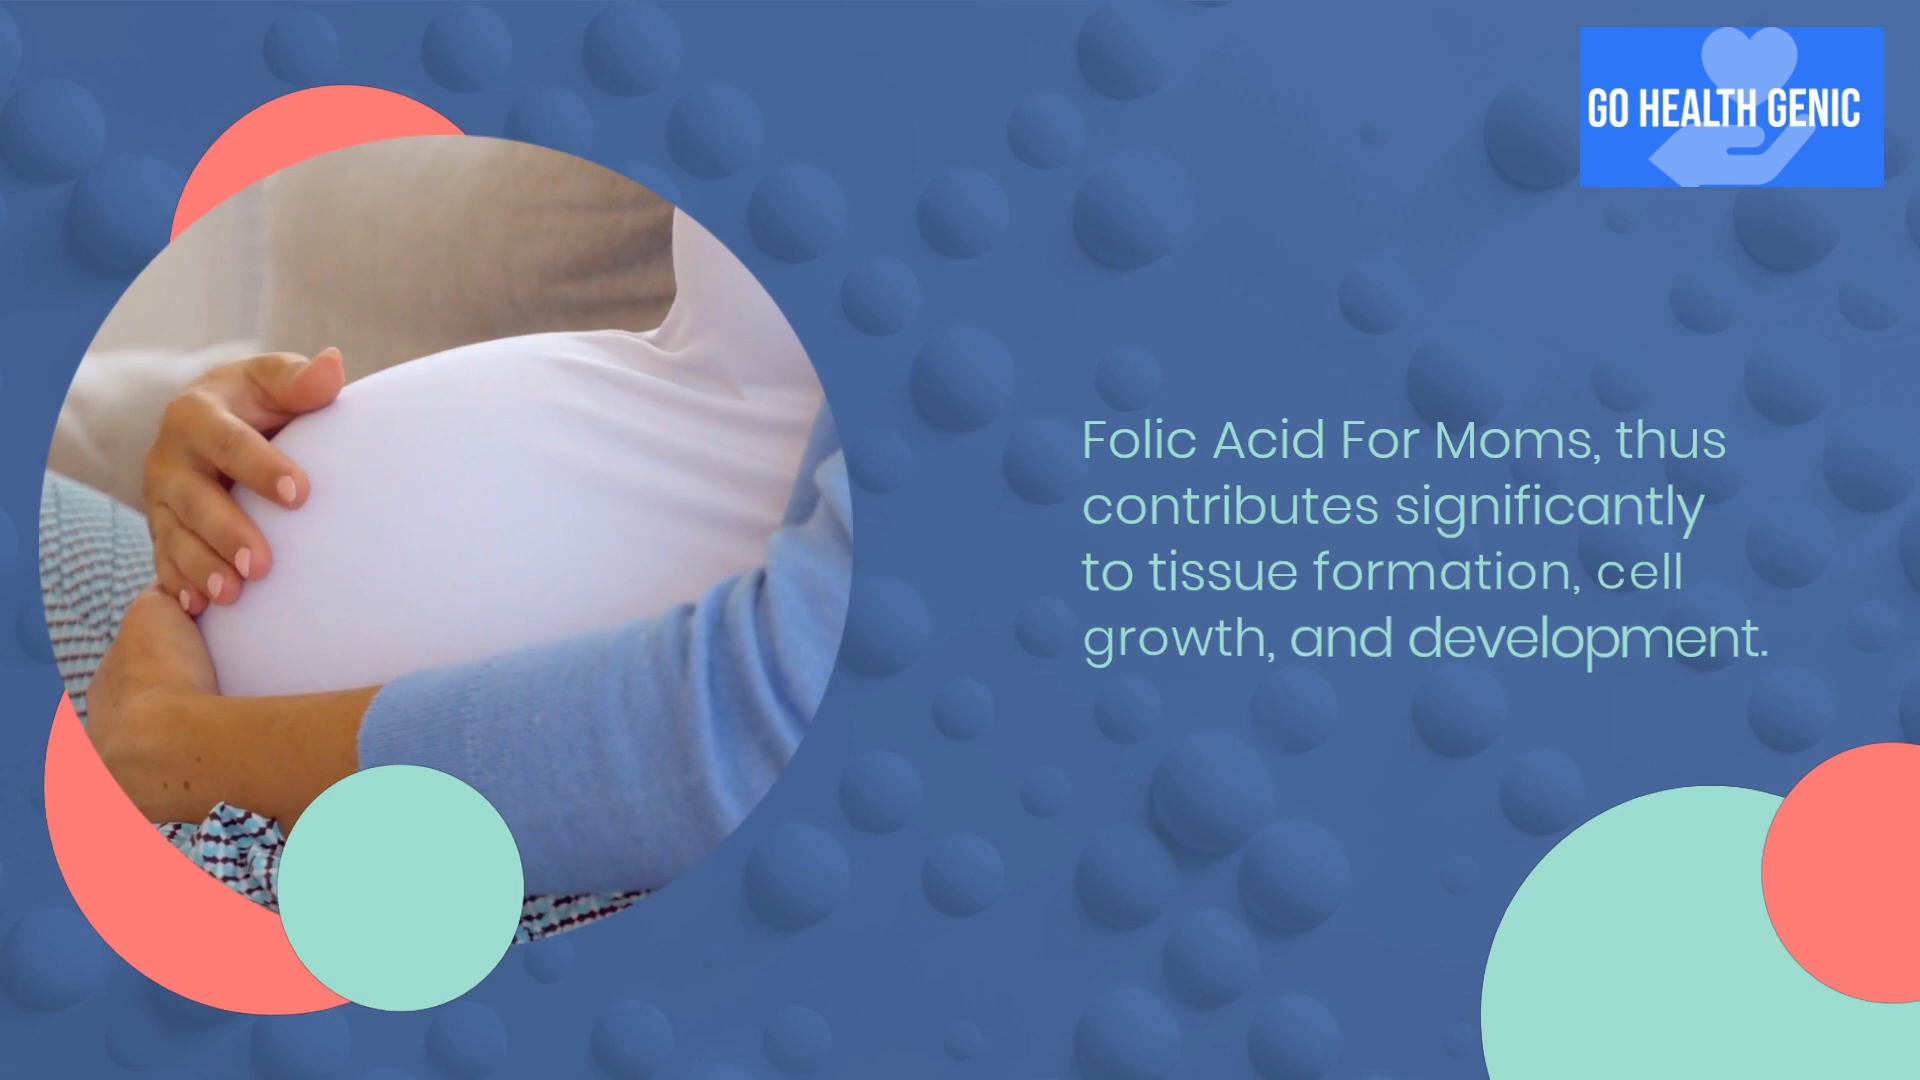 GO HEALTH GENIC
Folic Acid For Moms, thus
contributes significantly
to tissue formation, cell
growth, and development.